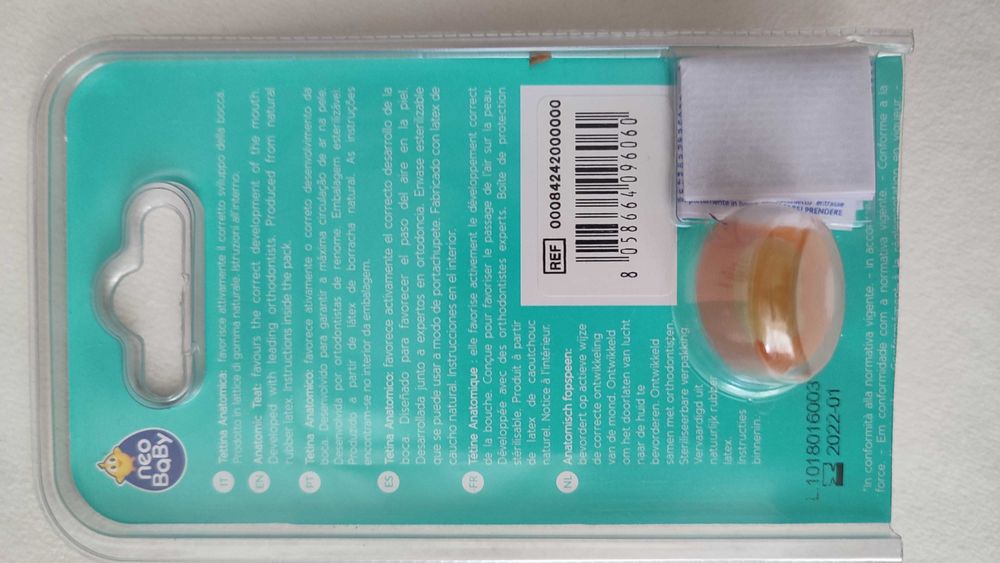 neo
BaBy
IT Tetina Anatomica: favorisce ativamente il corretto sviluppo della bocca.
Prodotto in lattice di gomma naturale. Istruzioni all'interno.
EN Anatomic Teat: favours the correct development of the mouth.
Developed with leading orthodontists. Produced from natural
rubber latex. Instructions inside the pack.
PT Tetina Anatomico: favorece ativamente o correto desenvolvimento da
boca. Desenvolvido para garantir a máxima circulação de ar na pele.
Desenvolvida por ortodontistas de renome. Embalagem esterilizável.
Produzido a partir de látex de borracha natural. As instruções
encontram-se no interior da embalagem.
ES Tetina Anatómico: favorece activamente el correcto desarrollo de la
boca. Diseñado para favorecer el paso del aire en la piel.
Desarrollada junto a expertos en ortodoncia. Envase esterilizable
que se puede usar a modo de portachupete. Fabricado con latex de
caucho natural. Instrucciones en el interior.
FR Tetine Anatomique : elle favorise activement le développement correct
de la bouche. Conçue pour favoriser le passage de l'air sur la peau.
Développée avec des orthodontistes experts. Boîte de protection
stérilisable. Produit à partir
de latex de caoutchouc
naturel. Notice à l'intérieur.
NL Anatomisch fopspeen:
bevordert op actieve wijze
de correcte ontwikkeling
van de mond. Ontwikkeld
om het doorlaten van lucht
naar de huid te
bevorderen. Ontwikkeld
samen met orthodontisten
Steriliseerbare verpakking
Vervaardigd uit
natuurlijk rubber
latex.
Instructies
binnenin
REF 00084242000000
8 058664 096060
PRENDERE
L 1018016003
2022-01
"In conformità alla normativa vigente. - In accor
force. - Em conformidade com a normativa vigente. - Conforme a la